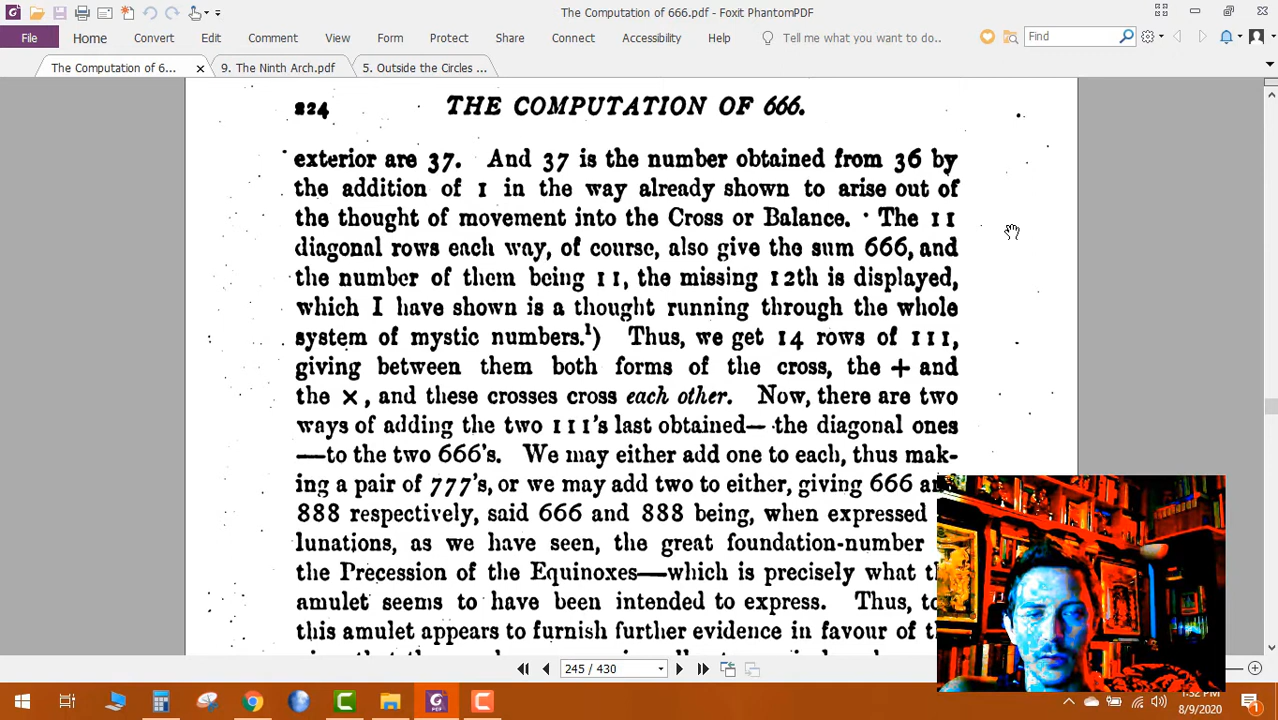 The Computation of 666.pdf - Foxit PhantomPDF
File Home Convert Edit Comment View Form Protect Share Connect Accessibility Help Tell me what you want to do.. Find
The Computation of 6... 9. The Ninth Arch.pdf 5. Outside the Circles ...
224 THE COMPUTATION OF 666.
exterior are 37. And 37 is the number obtained from 36 by
the addition of 1 in the way already shown to arise out of
the thought of movement into the Cross or Balance. The 11
diagonal rows each way, of course, also give the sum 666, and
the number of them being 11, the missing 12th is displayed,
which I have shown is a thought running through the whole
system of mystic numbers.¹) Thus, we get 14 rows of 111,
giving between them both forms of the cross, the + and
the ×, and these crosses cross each other. Now, there are two
ways of adding the two 111's last obtained—the diagonal ones
—to the two 666's. We may either add one to each, thus mak-
ing a pair of 777's, or we may add two to either, giving 666
888 respectively, said 666 and 888 being, when expressed
lunations, as we have seen, the great foundation-number
the Precession of the Equinoxes—which is precisely what
amulet seems to have been intended to express. Thus,
this amulet appears to furnish further evidence in favour of
245 / 430
1:32 PM
8/9/2020